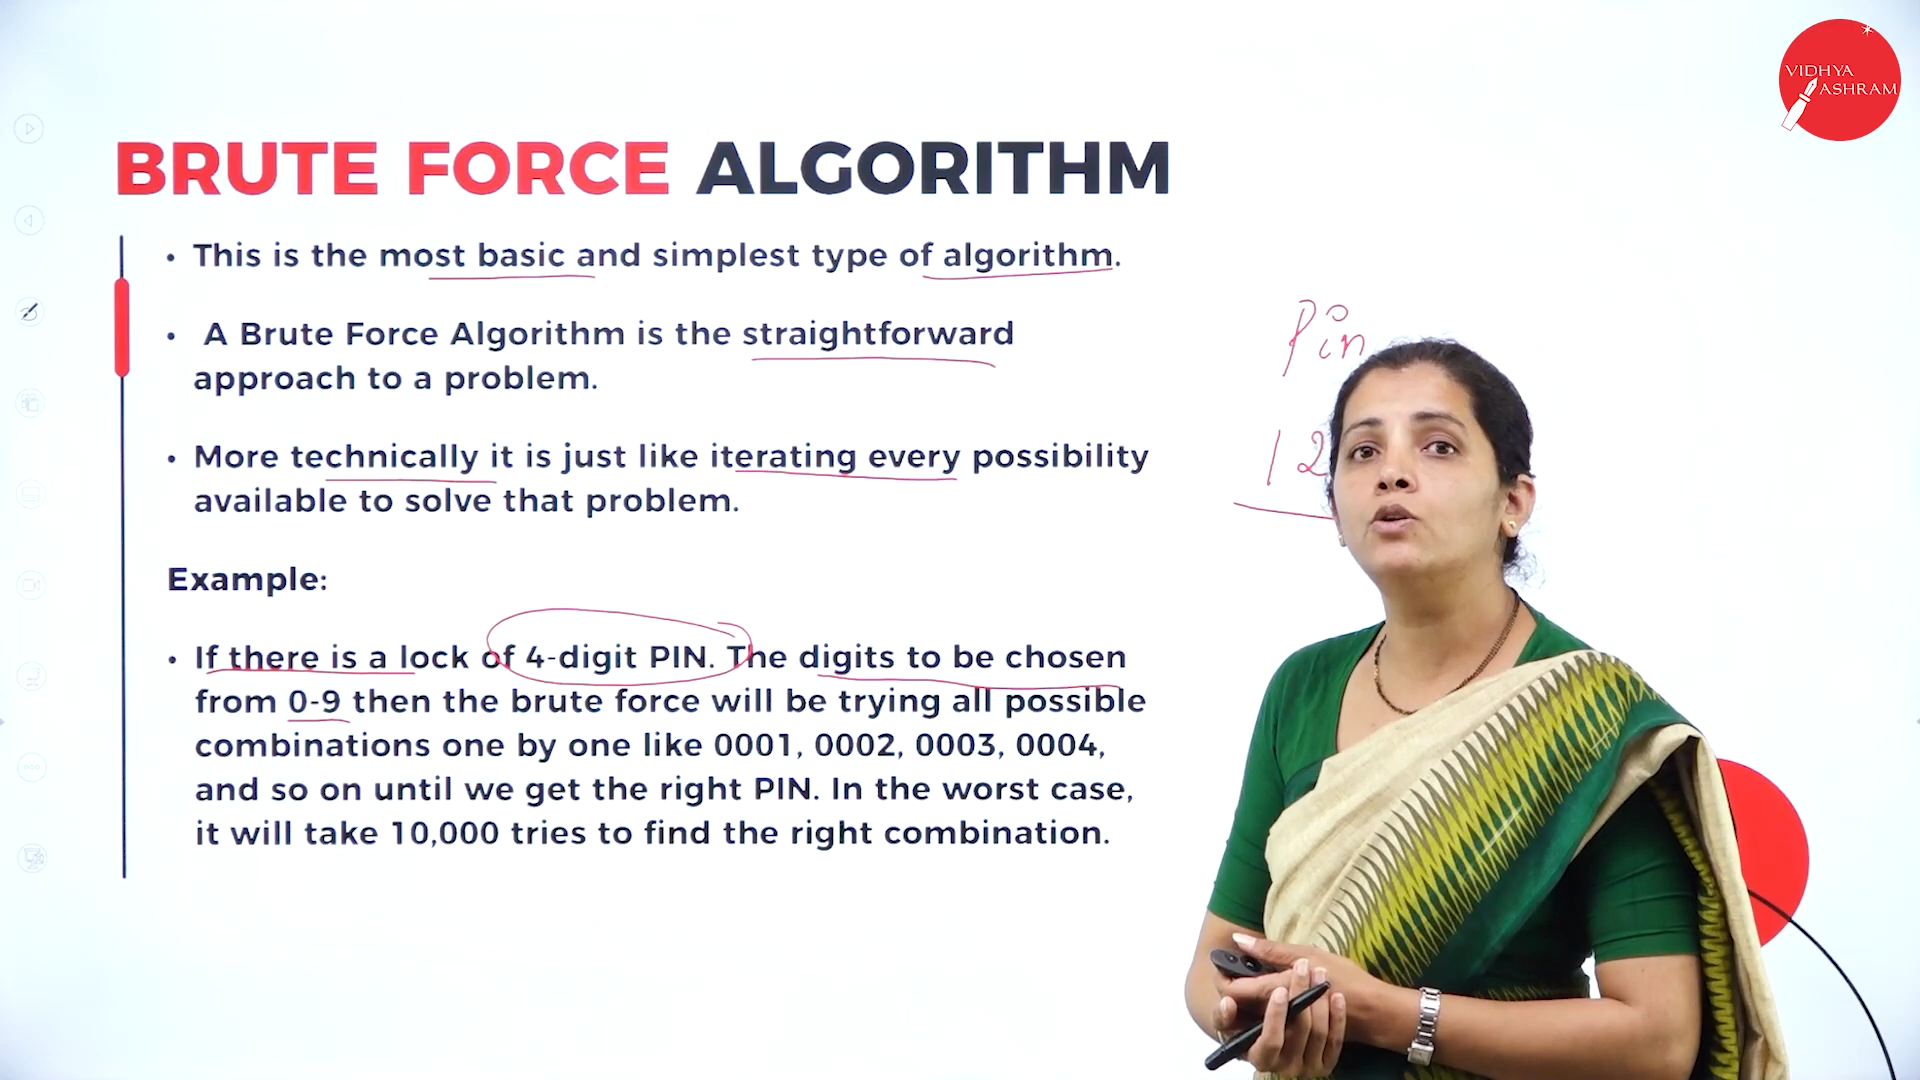 VIDHYA
ASHRAM
BRUTE FORCE ALGORITHM
• This is the most basic and simplest type of algorithm.
• A Brute Force Algorithm is the straightforward
approach to a problem.
• More technically it is just like iterating every possibility
available to solve that problem.
Example:
• If there is a lock of 4-digit PIN. The digits to be chosen
from 0-9 then the brute force will be trying all possible
combinations one by one like 0001, 0002, 0003, 0004,
and so on until we get the right PIN. In the worst case,
it will take 10,000 tries to find the right combination.
Pin
12